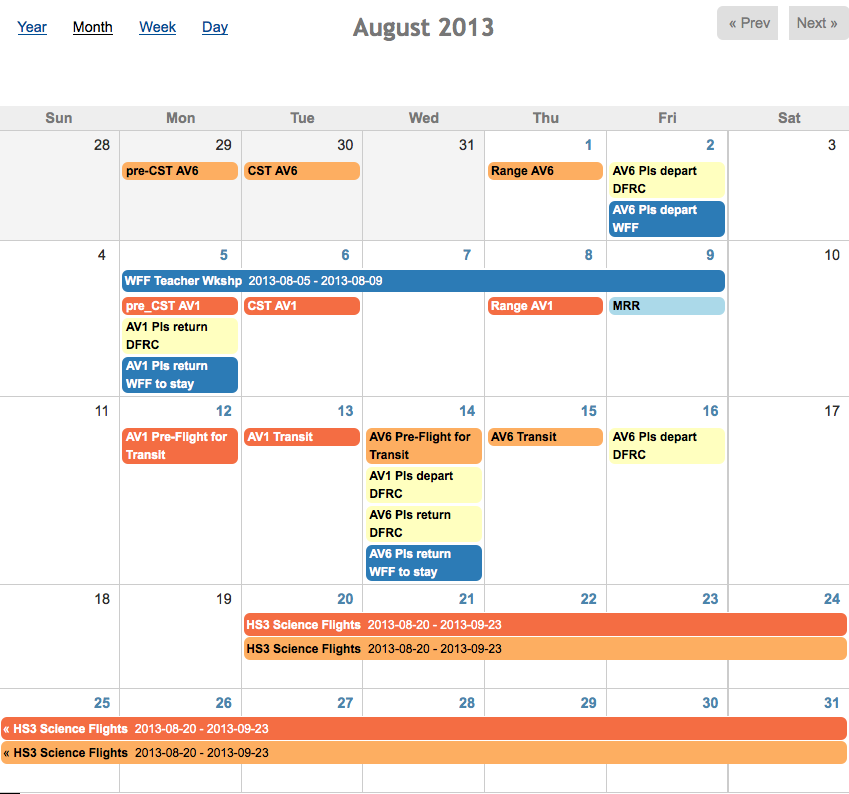 Year Month Week Day
August 2013
« Prev Next »
Sun Mon Tue Wed Thu Fri Sat
28 29 30 31 1 2 3
pre-CST AV6
CST AV6
Range AV6
AV6 PIs depart
DFRC
AV6 PIs depart
WFF
4 5 6 7 8 9 10
WFF Teacher Wkshp 2013-08-05 - 2013-08-09
pre_CST AV1
AV1 PIs return
DFRC
AV1 PIs return
WFF to stay
CST AV1
Range AV1
MRR
11 12 13 14 15 16 17
AV1 Pre-Flight for
Transit
AV1 Transit
AV6 Pre-Flight for
Transit
AV1 PIs depart
DFRC
AV6 PIs return
DFRC
AV6 PIs return
WFF to stay
AV6 Transit
AV6 PIs depart
DFRC
18 19 20 21 22 23 24
HS3 Science Flights 2013-08-20 - 2013-09-23
HS3 Science Flights 2013-08-20 - 2013-09-23
25 26 27 28 29 30 31
« HS3 Science Flights 2013-08-20 - 2013-09-23
« HS3 Science Flights 2013-08-20 - 2013-09-23